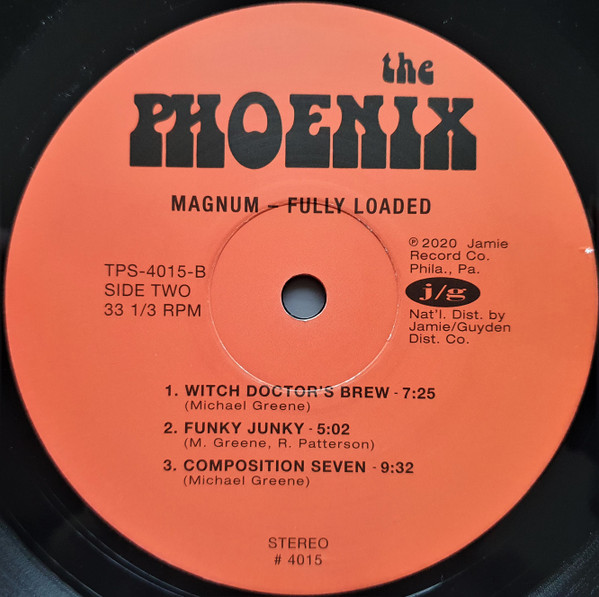 the
PHOENIX
MAGNUM – FULLY LOADED
TPS-4015-B
SIDE TWO
33 1/3 RPM
℗ 2020 Jamie
Record Co.
Phila., Pa.
j/g
Nat'l. Dist. by
Jamie/Guyden
Dist. Co.
1. WITCH DOCTOR'S BREW - 7:25
(Michael Greene)
2. FUNKY JUNKY - 5:02
(M. Greene, R. Patterson)
3. COMPOSITION SEVEN - 9:32
(Michael Greene)
STEREO
# 4015